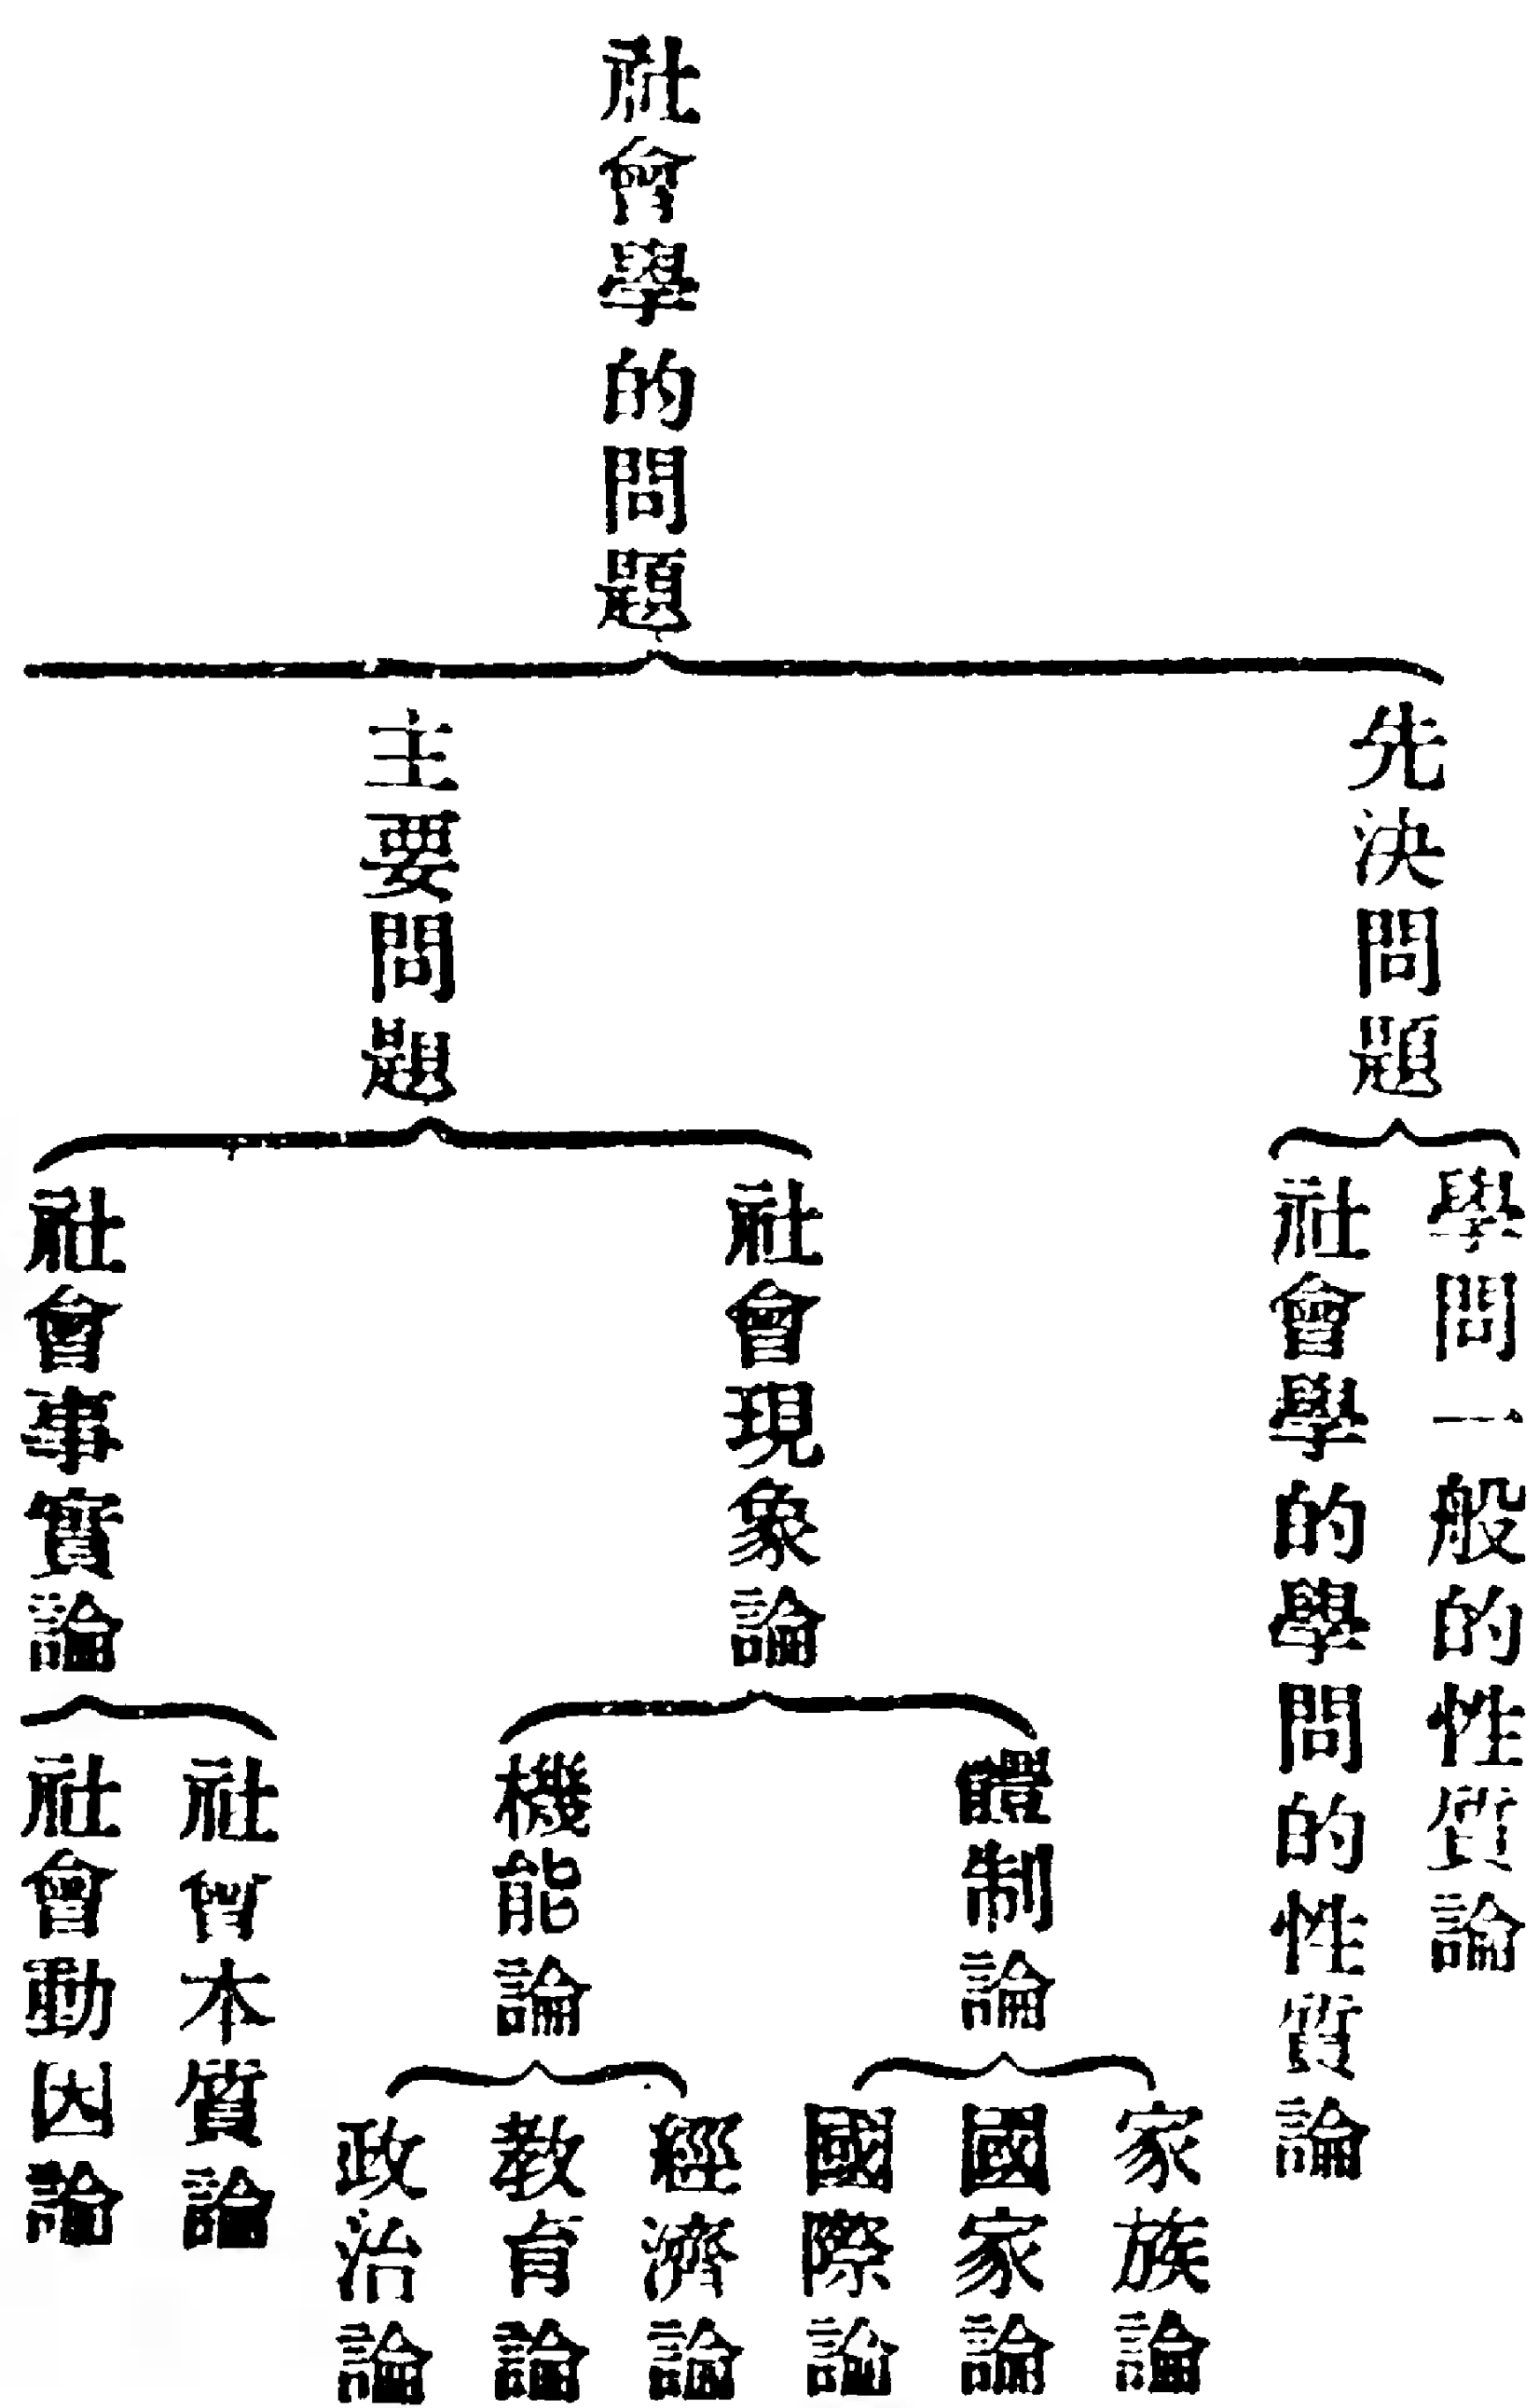 社會學的問題
先決問題
學問一般的性質論
社會學的學問的性質論
主要問題
社會現象論
體制論
家族論
國家論
國際論
機能論
經濟論
教育論
政治論
社會事實論
社會本質論
社會動因論